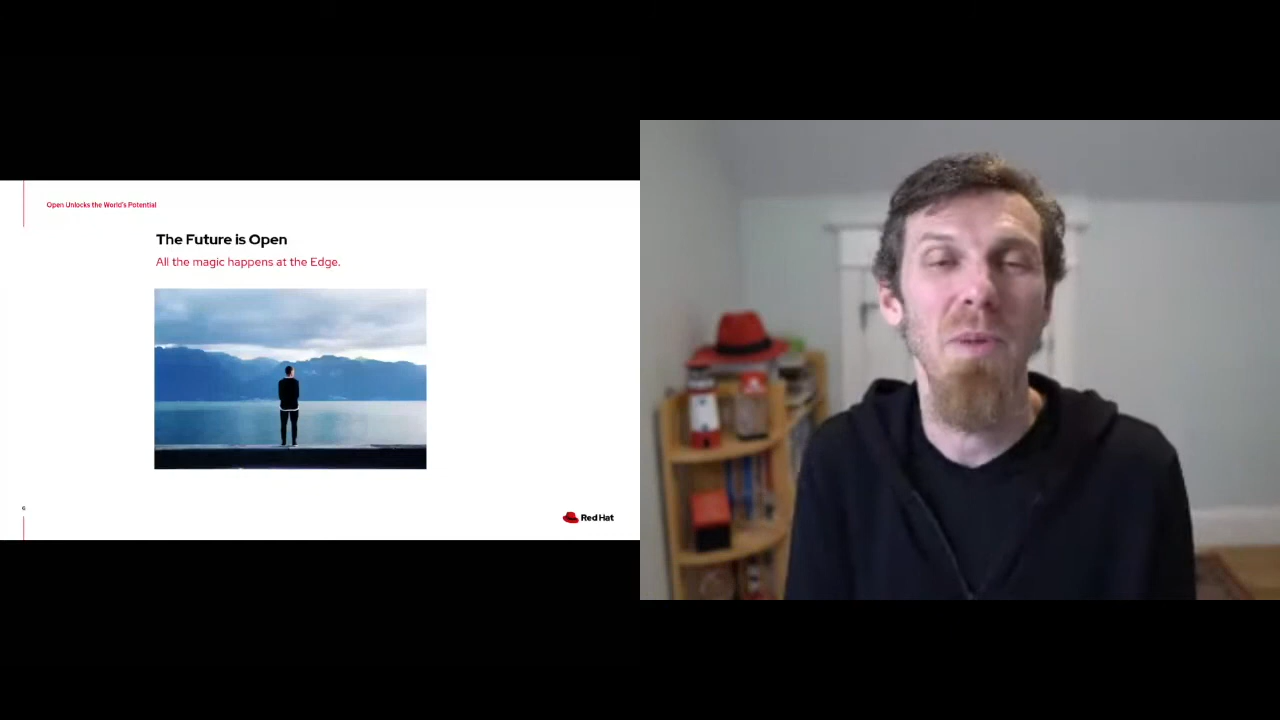 Open Unlocks the World's Potential
The Future is Open
All the magic happens at the Edge.
Red Hat